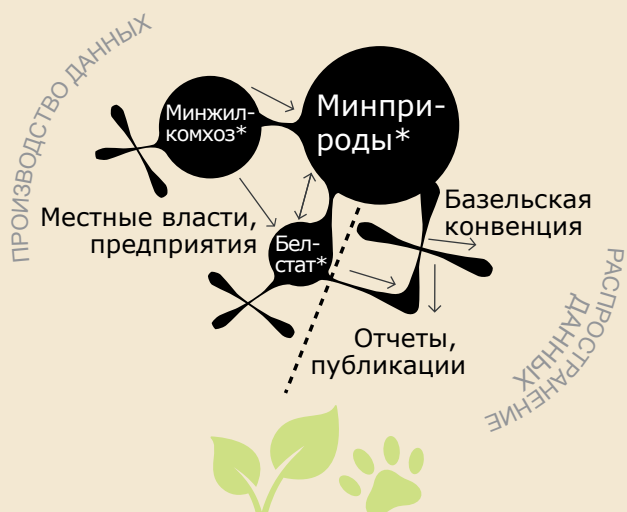 ПРОИЗВОДСТВО ДАННЫХ
Минжил-
комхоз*
Минпри-
роды*
Местные власти,
предприятия
Бел-
стат*
Базельская
конвенция
Отчеты,
публикации
РАСПРОСТРАНЕНИЕ
ДАННЫХ